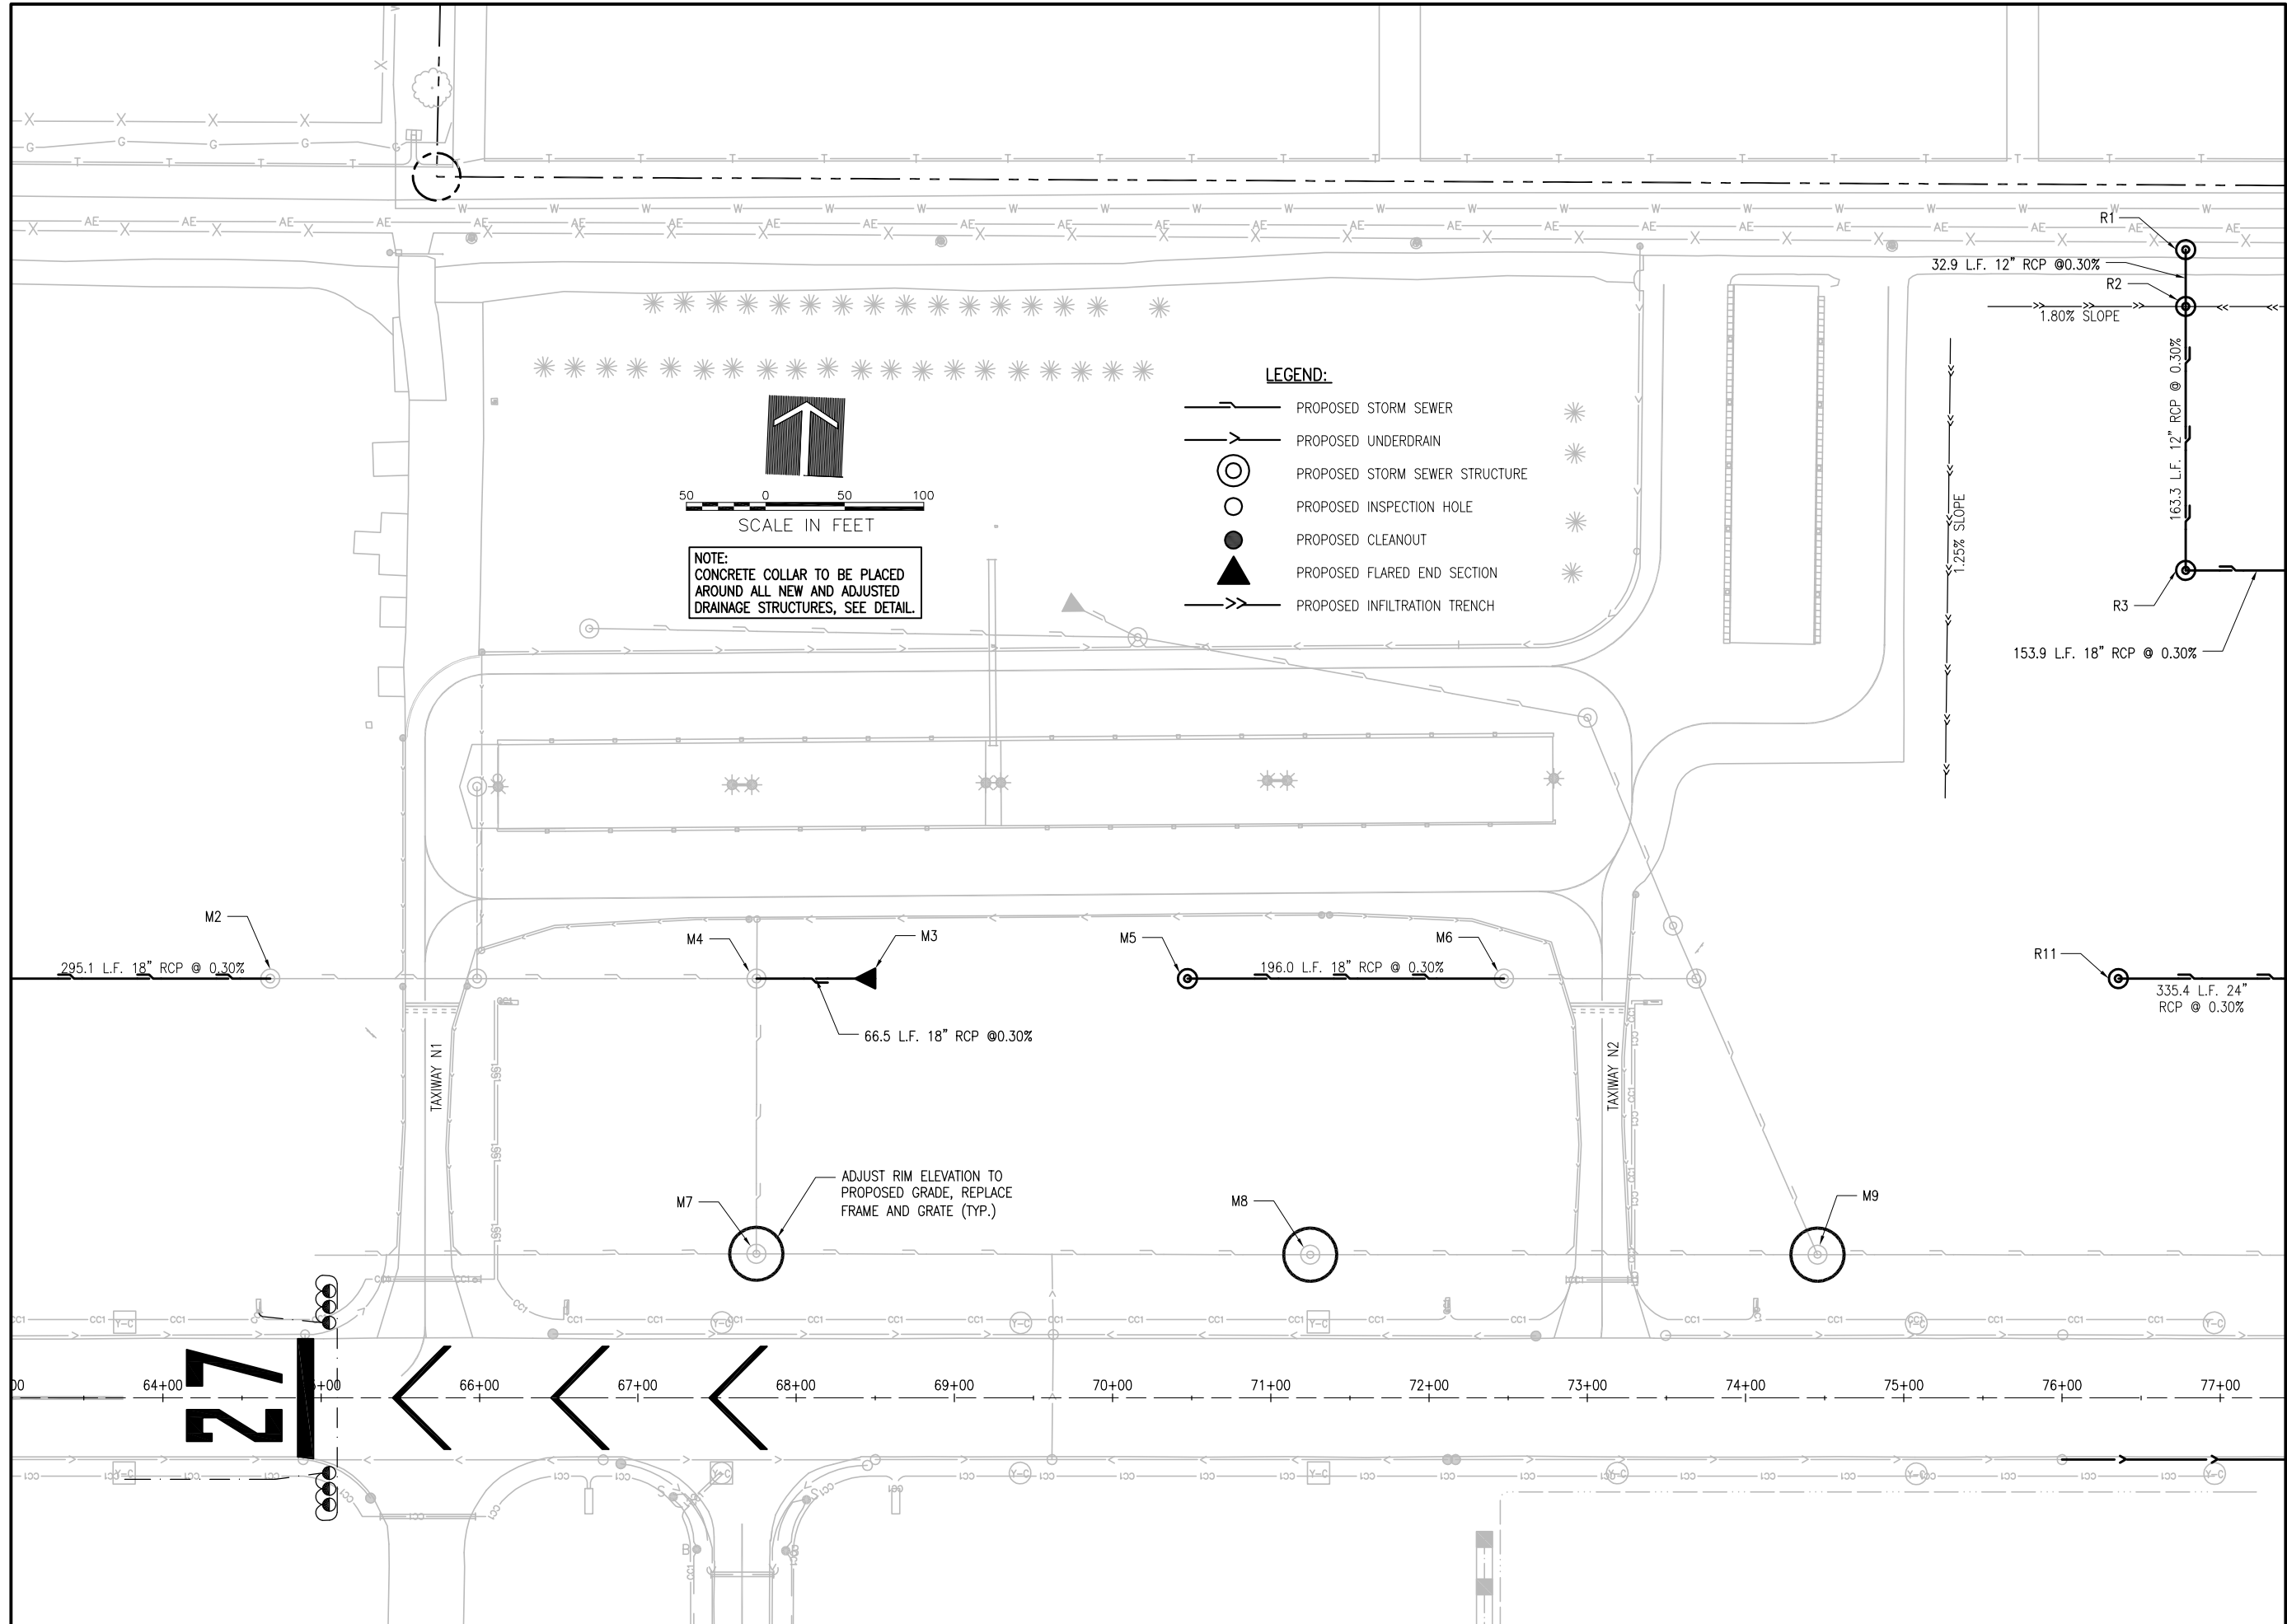 R1
32.9 L.F. 12" RCP @0.30%
R2
1.80% SLOPE
163.3 L.F. 12" RCP @ 0.30%
1.25% SLOPE
R3
153.9 L.F. 18" RCP @ 0.30%
LEGEND:
PROPOSED STORM SEWER
PROPOSED UNDERDRAIN
PROPOSED STORM SEWER STRUCTURE
PROPOSED INSPECTION HOLE
PROPOSED CLEANOUT
PROPOSED FLARED END SECTION
PROPOSED INFILTRATION TRENCH
50 0 50 100
SCALE IN FEET
NOTE:
CONCRETE COLLAR TO BE PLACED
AROUND ALL NEW AND ADJUSTED
DRAINAGE STRUCTURES, SEE DETAIL.
M2
295.1 L.F. 18" RCP @ 0.30%
M4
M3
66.5 L.F. 18" RCP @0.30%
M5
M6
196.0 L.F. 18" RCP @ 0.30%
R11
335.4 L.F. 24"
RCP @ 0.30%
TAXIWAY N1
TAXIWAY N2
ADJUST RIM ELEVATION TO
PROPOSED GRADE, REPLACE
FRAME AND GRATE (TYP.)
M7
M8
M9
27
64+00 66+00 67+00 68+00 69+00 70+00 71+00 72+00 73+00 74+00 75+00 76+00 77+00